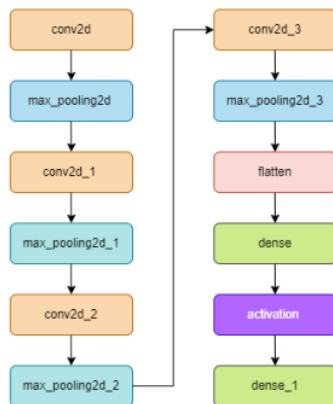 conv2d
max_pooling2d
conv2d_1
max_pooling2d_1
conv2d_2
max_pooling2d_2
conv2d_3
max_pooling2d_3
flatten
dense
activation
dense_1